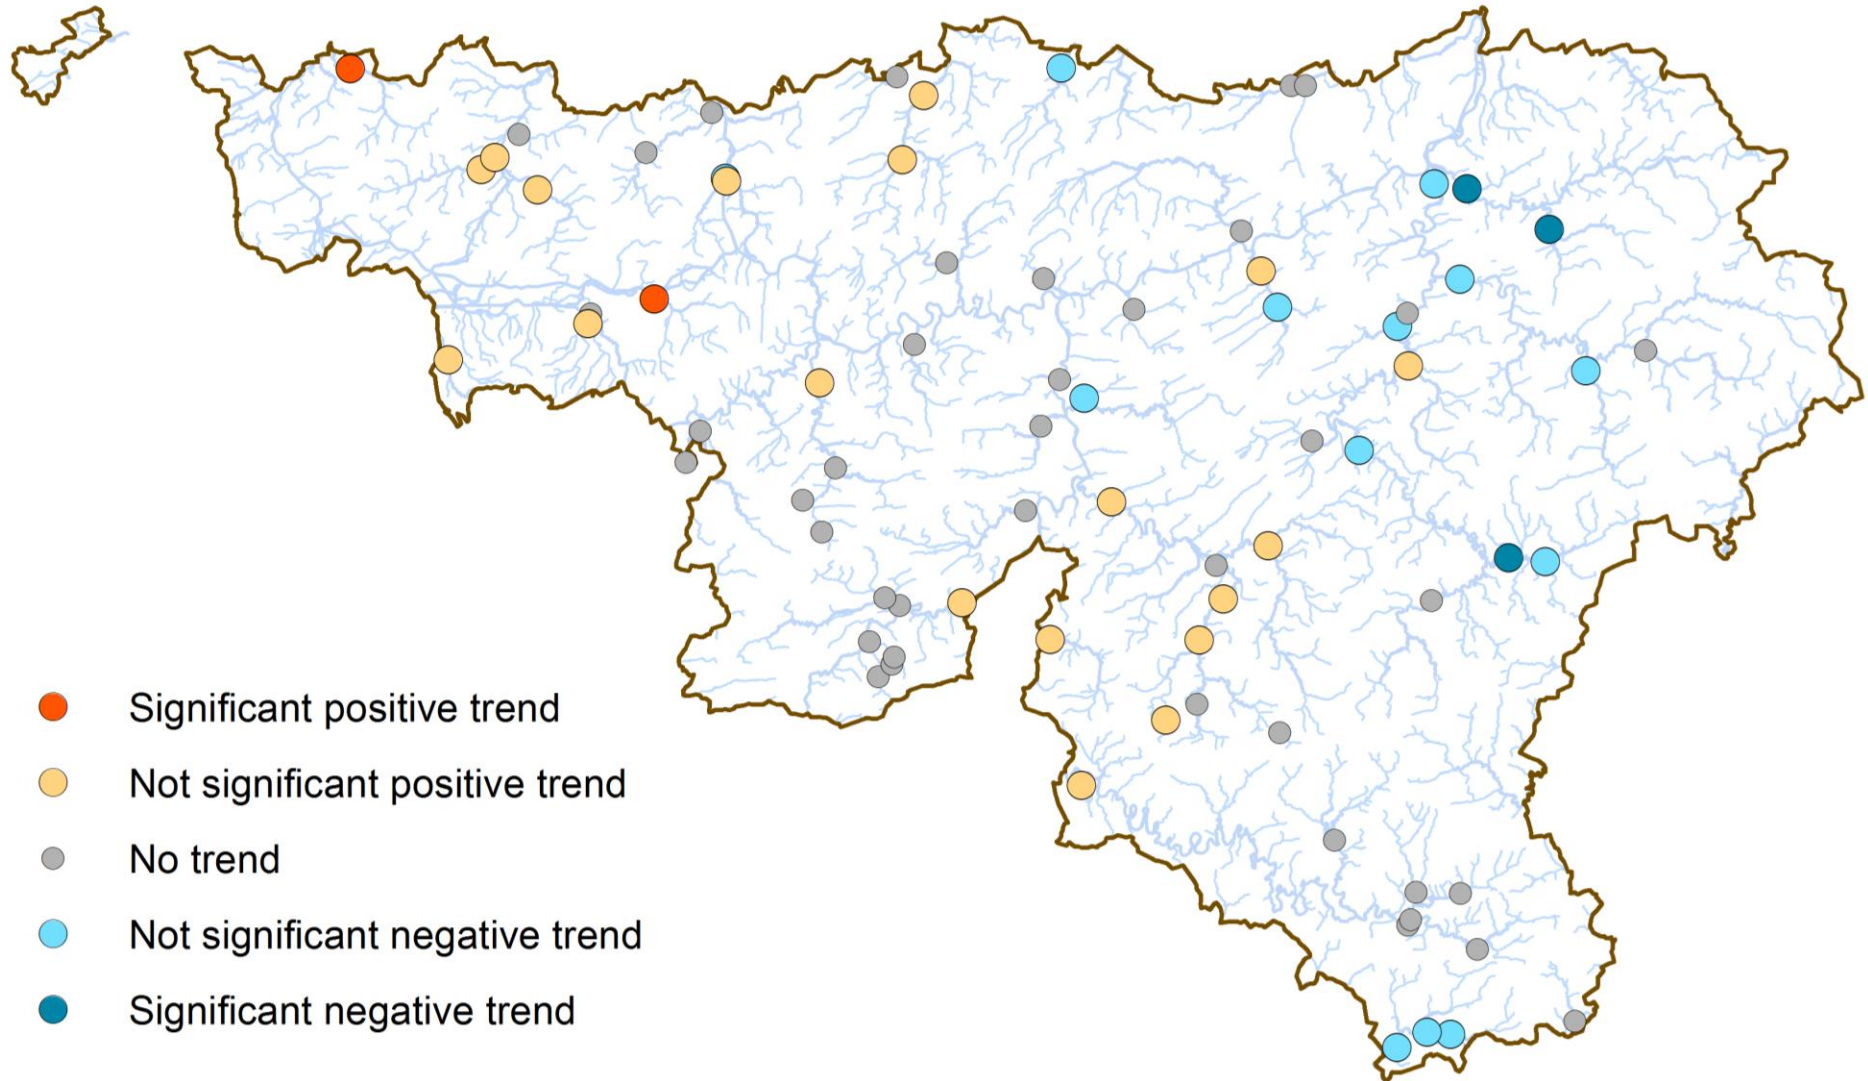 Significant positive trend
Not significant positive trend
No trend
Not significant negative trend
Significant negative trend